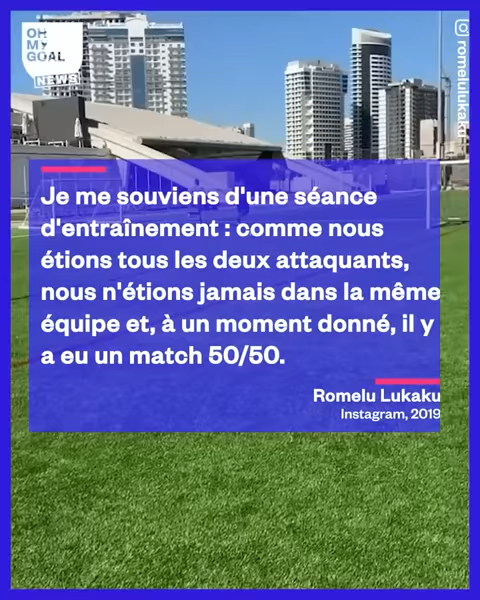 OH
MY
GOAL
NEWS
romelulukaku
Je me souviens d'une séance
d'entraînement : comme nous
étions tous les deux attaquants,
nous n'étions jamais dans la même
équipe et, à un moment donné, il y
a eu un match 50/50.
Romelu Lukaku
Instagram, 2019